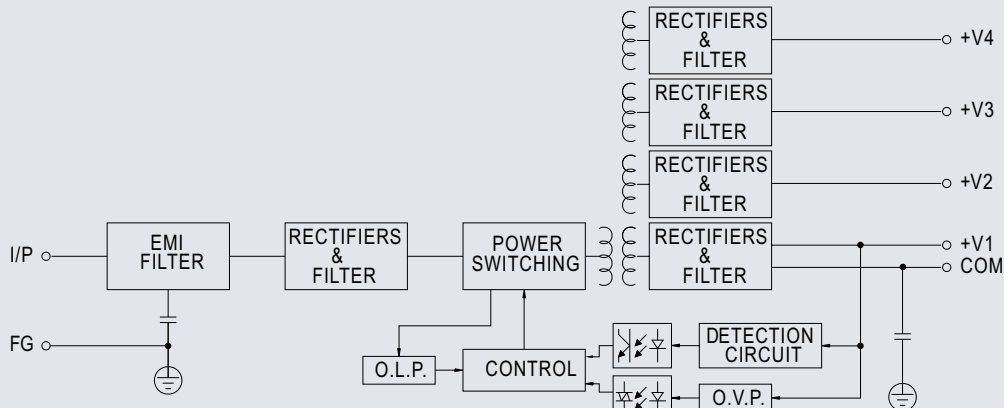 RECTIFIERS
&
FILTER
+V4
RECTIFIERS
&
FILTER
+V3
RECTIFIERS
&
FILTER
+V2
I/P
EMI
FILTER
RECTIFIERS
&
FILTER
POWER
SWITCHING
RECTIFIERS
&
FILTER
+V1
COM
FG
O.L.P.
CONTROL
DETECTION
CIRCUIT
O.V.P.